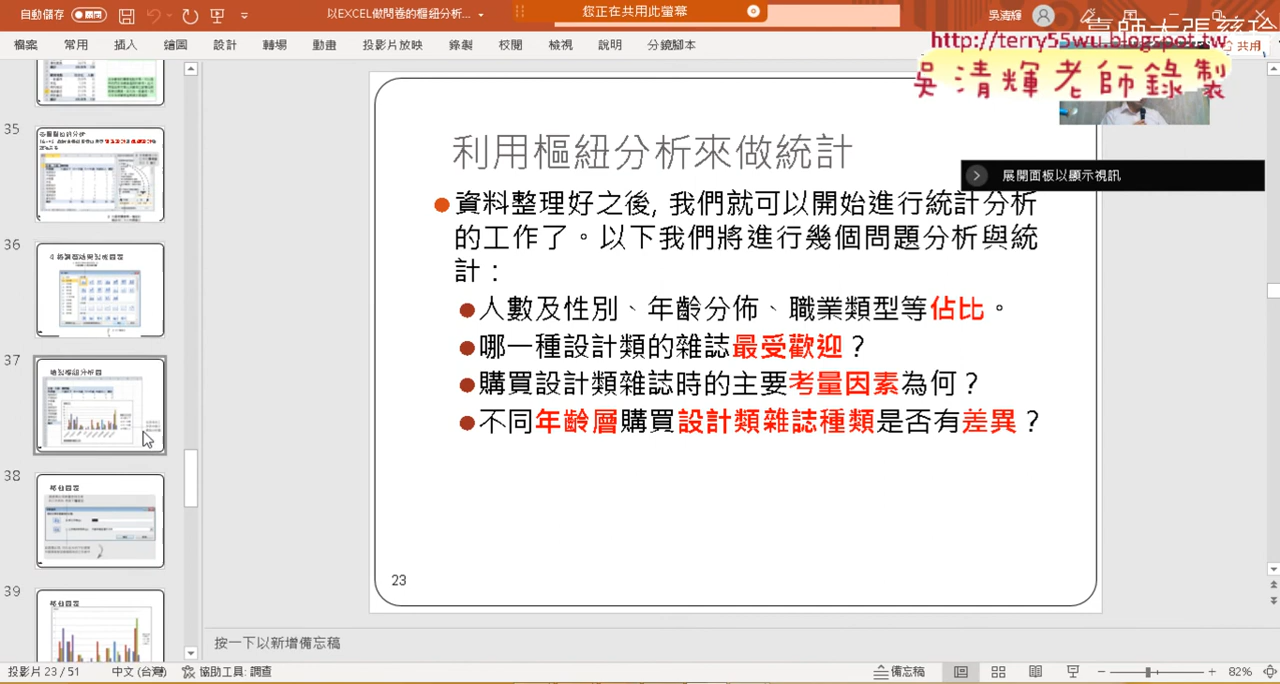 自動儲存
以EXCEL做問卷的樞紐分析...
您正在共用此螢幕
吳清輝
檔案 常用 插入 繪圖 設計 轉場 動畫 投影片放映 錄製 校閱 檢視 說明 分鏡腳本
共用
http://terry55wu.blogspot.tw
吳清輝老師錄製
展開面板以顯示視訊
35
36
37
38
39
利用樞紐分析來做統計
資料整理好之後, 我們就可以開始進行統計分析
的工作了。以下我們將進行幾個問題分析與統
計：
人數及性別、年齡分佈、職業類型等佔比。
哪一種設計類的雜誌最受歡迎？
購買設計類雜誌時的主要考量因素為何？
不同年齡層購買設計類雜誌種類是否有差異？
23
按一下以新增備忘稿
投影片 23 / 51 中文 (台灣) 協助工具: 調查 備忘稿 82%